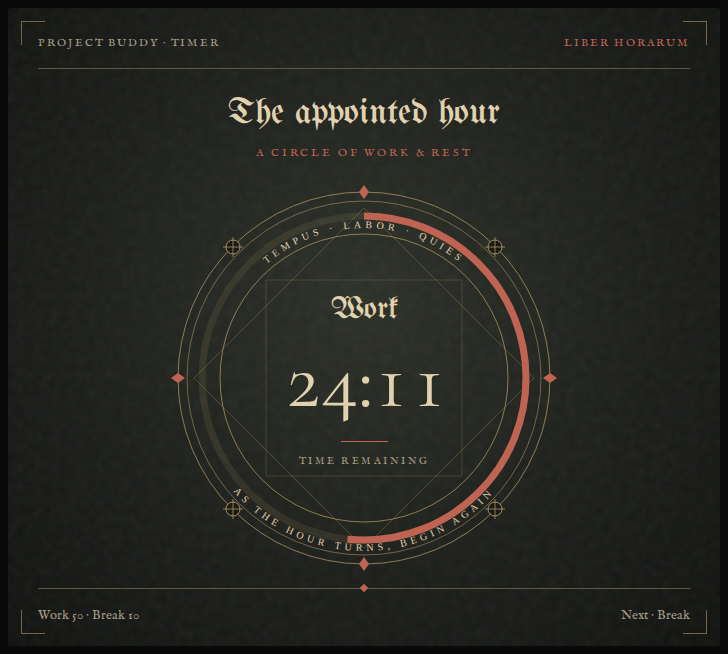 PROJECT BUDDY · TIMER
LIBER HORARUM
The appointed hour
A CIRCLE OF WORK & REST
TEMPUS · LABOR · QUIES
Work
24:11
TIME REMAINING
AS THE HOUR TURNS, BEGIN AGAIN
Work 50 · Break 10
Next · Break